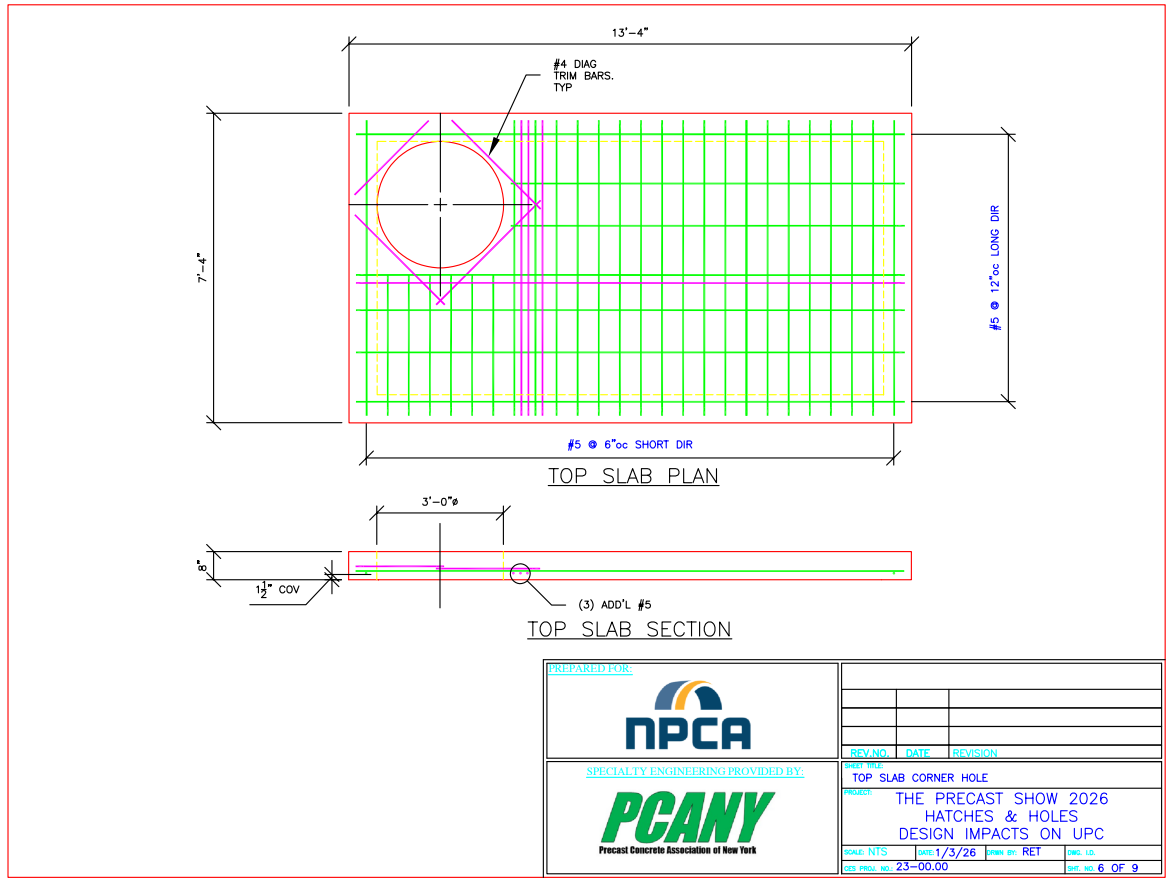 13'-4"
#4 DIAG
TRIM BARS.
TYP
7'-4"
#5 @ 12"oc LONG DIR
#5 @ 6"oc SHORT DIR
TOP SLAB PLAN
3'-0"ø
8"
1½" COV
(3) ADD'L #5
TOP SLAB SECTION
PREPARED FOR:
NPCA
REV.NO. DATE REVISION
SPECIALTY ENGINEERING PROVIDED BY:
PCANY
Precast Concrete Association of New York
SHEET TITLE:
TOP SLAB CORNER HOLE
PROJECT:
THE PRECAST SHOW 2026
HATCHES & HOLES
DESIGN IMPACTS ON UPC
SCALE: NTS DATE: 1/3/26 DRWN BY: RET DWG. I.D.
CES PROJ. NO.: 23-00.00 SHT. NO. 6 OF 9